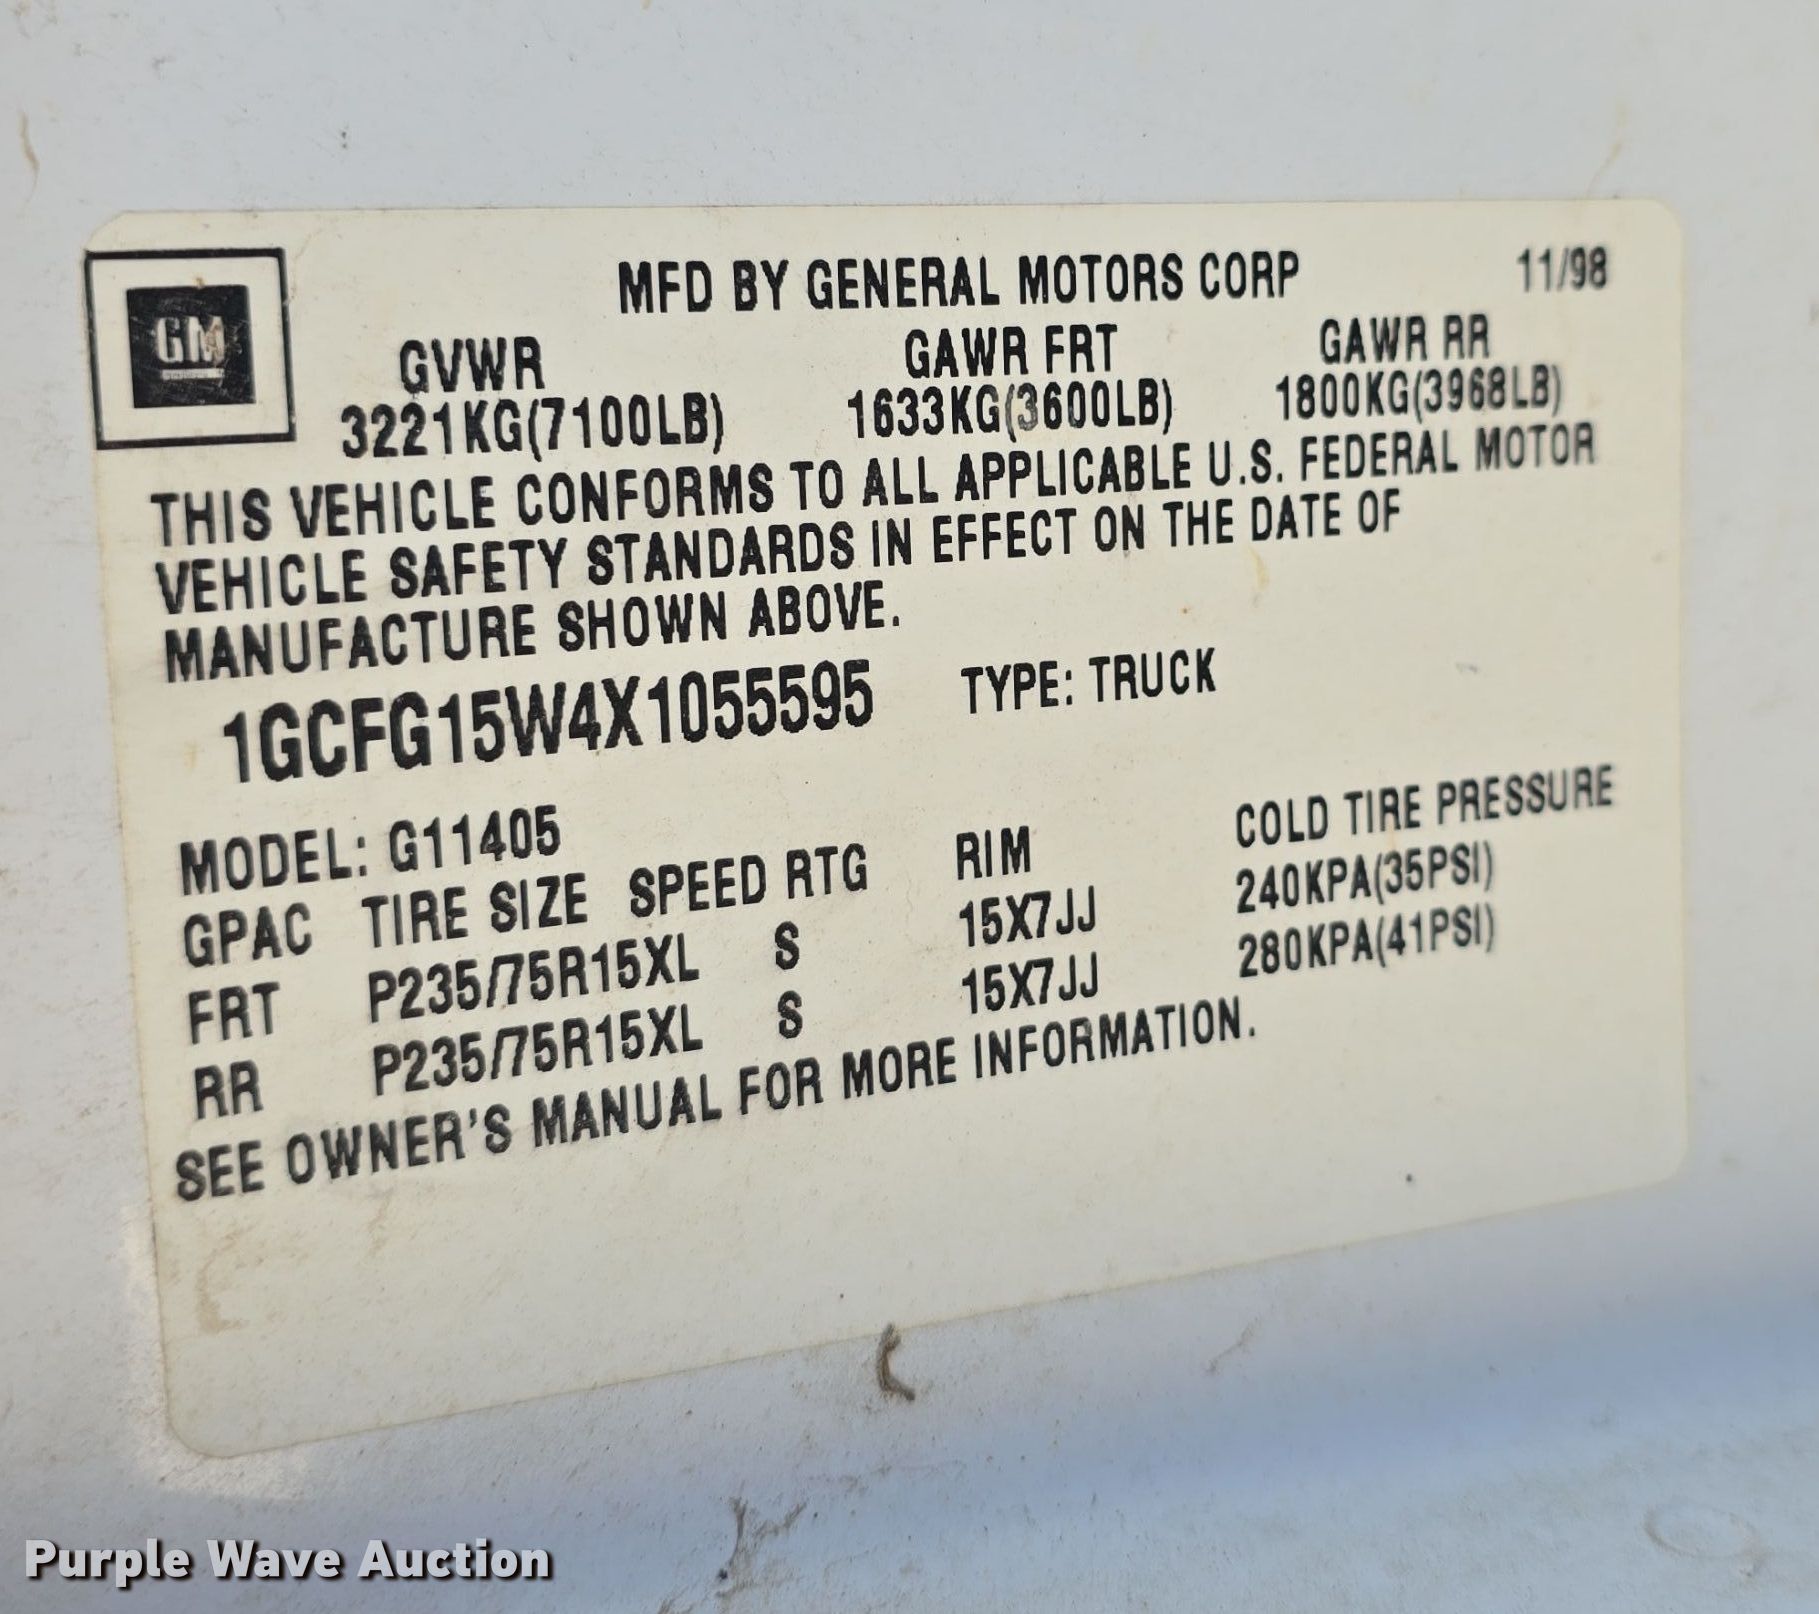 MFD BY GENERAL MOTORS CORP 11/98
GM
GVWR GAWR FRT GAWR RR
3221KG(7100LB) 1633KG(3600LB) 1800KG(3968LB)
THIS VEHICLE CONFORMS TO ALL APPLICABLE U.S. FEDERAL MOTOR
VEHICLE SAFETY STANDARDS IN EFFECT ON THE DATE OF
MANUFACTURE SHOWN ABOVE.
1GCFG15W4X1055595 TYPE: TRUCK
MODEL: G11405
GPAC TIRE SIZE SPEED RTG RIM COLD TIRE PRESSURE
FRT P235/75R15XL S 15X7JJ 240KPA(35PSI)
RR P235/75R15XL S 15X7JJ 280KPA(41PSI)
SEE OWNER'S MANUAL FOR MORE INFORMATION.
Purple Wave Auction